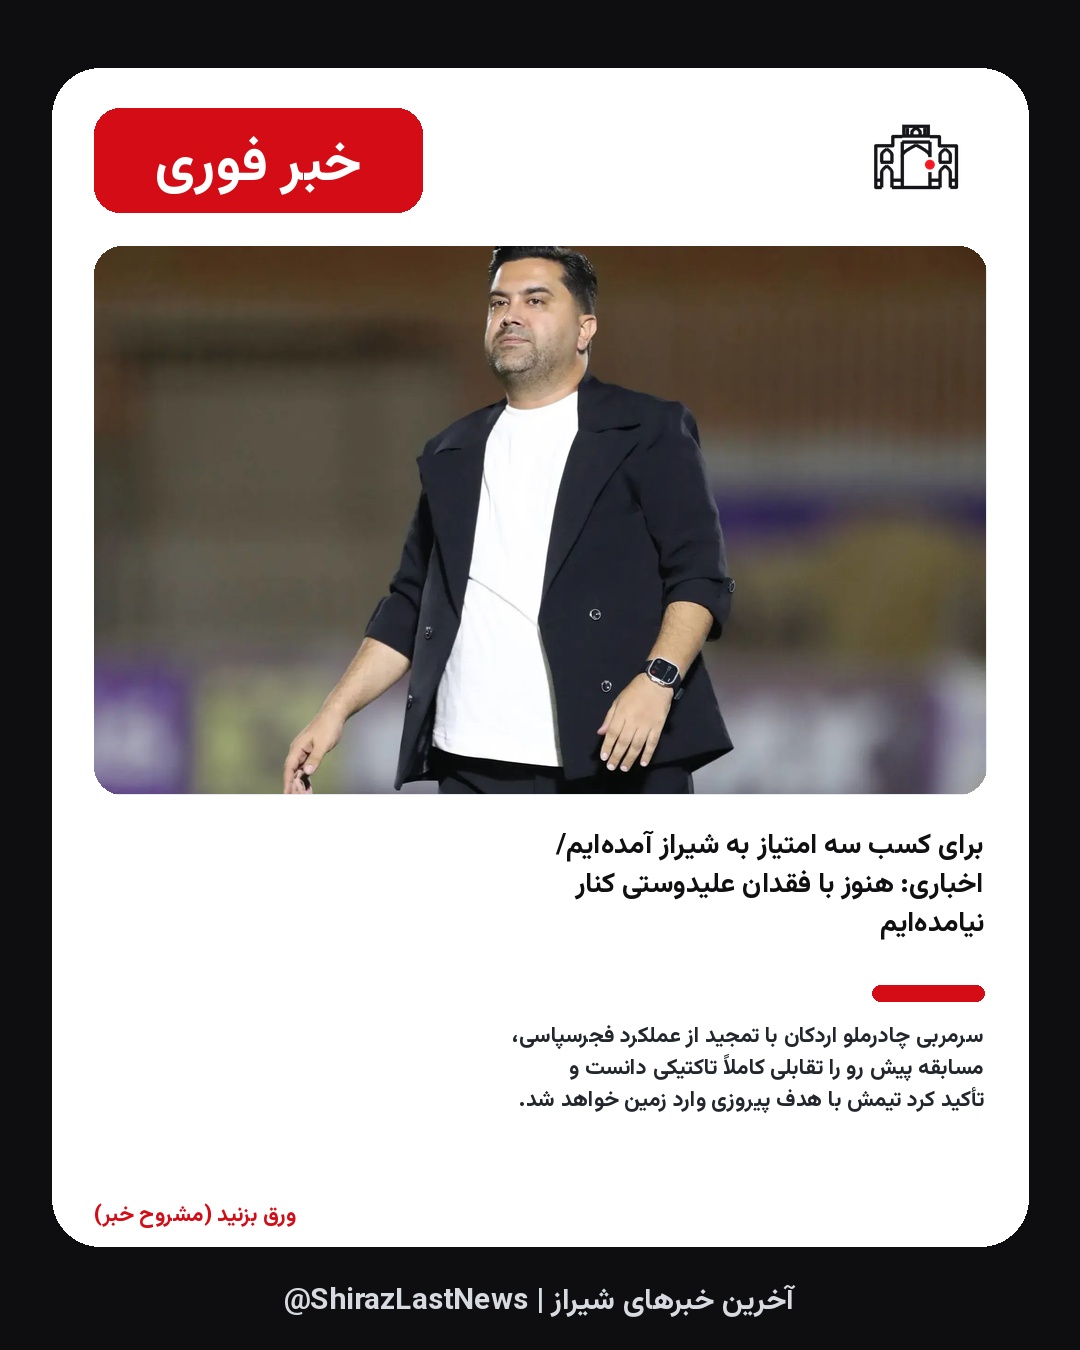 خبر فوری
برای کسب سه امتیاز به شیراز آمده‌ایم/
اخباری: هنوز با فقدان علیدوستی کنار
نیامده‌ایم
سرمربی چادرملو اردکان با تمجید از عملکرد فجرسپاسی،
مسابقه پیش رو را تقابلی کاملاً تاکتیکی دانست و
تأکید کرد تیمش با هدف پیروزی وارد زمین خواهد شد.
ورق بزنید (مشروح خبر)
آخرین خبرهای شیراز | @ShirazLastNews